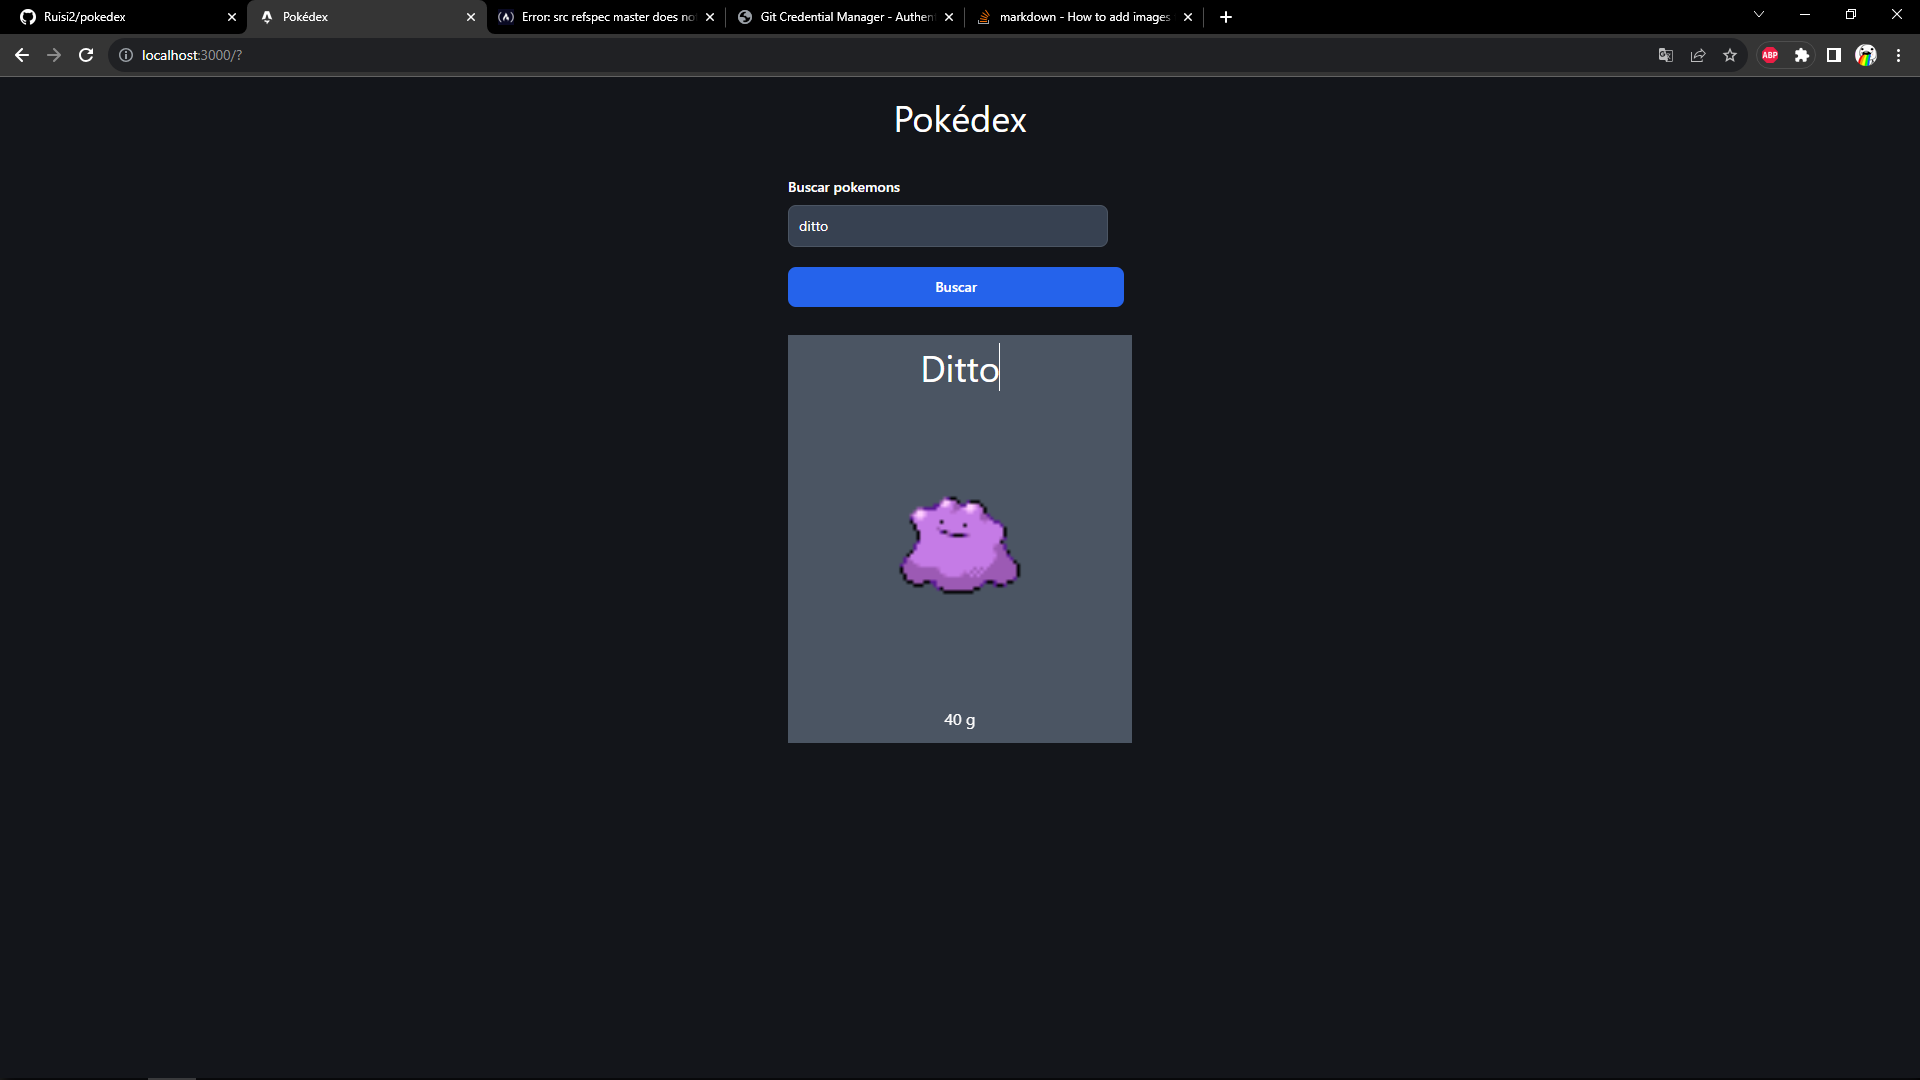 Ruisi2/pokedex
Pokédex
Error: src refspec master does no
Git Credential Manager - Authen
markdown - How to add images
localhost:3000/?
ABP
Pokédex
Buscar pokemons
ditto
Buscar
Ditto
40 g